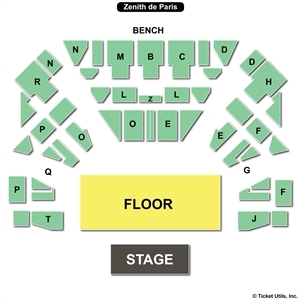 Zenith de Paris
BENCH
N M B C D
N H
R H
L L Z L L
P O O E E F
Q G
P F
FLOOR
T J
STAGE
© Ticket Utils, Inc.